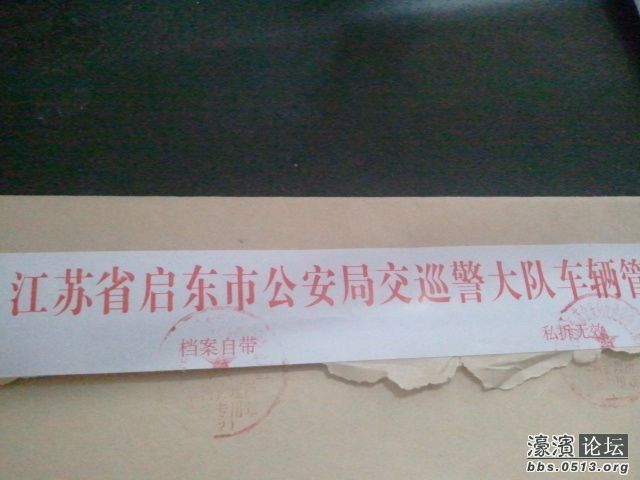 江苏省启东市公安局交巡警大队车辆管
档案自带
私拆无效
濠滨论坛
bbs.0513.org